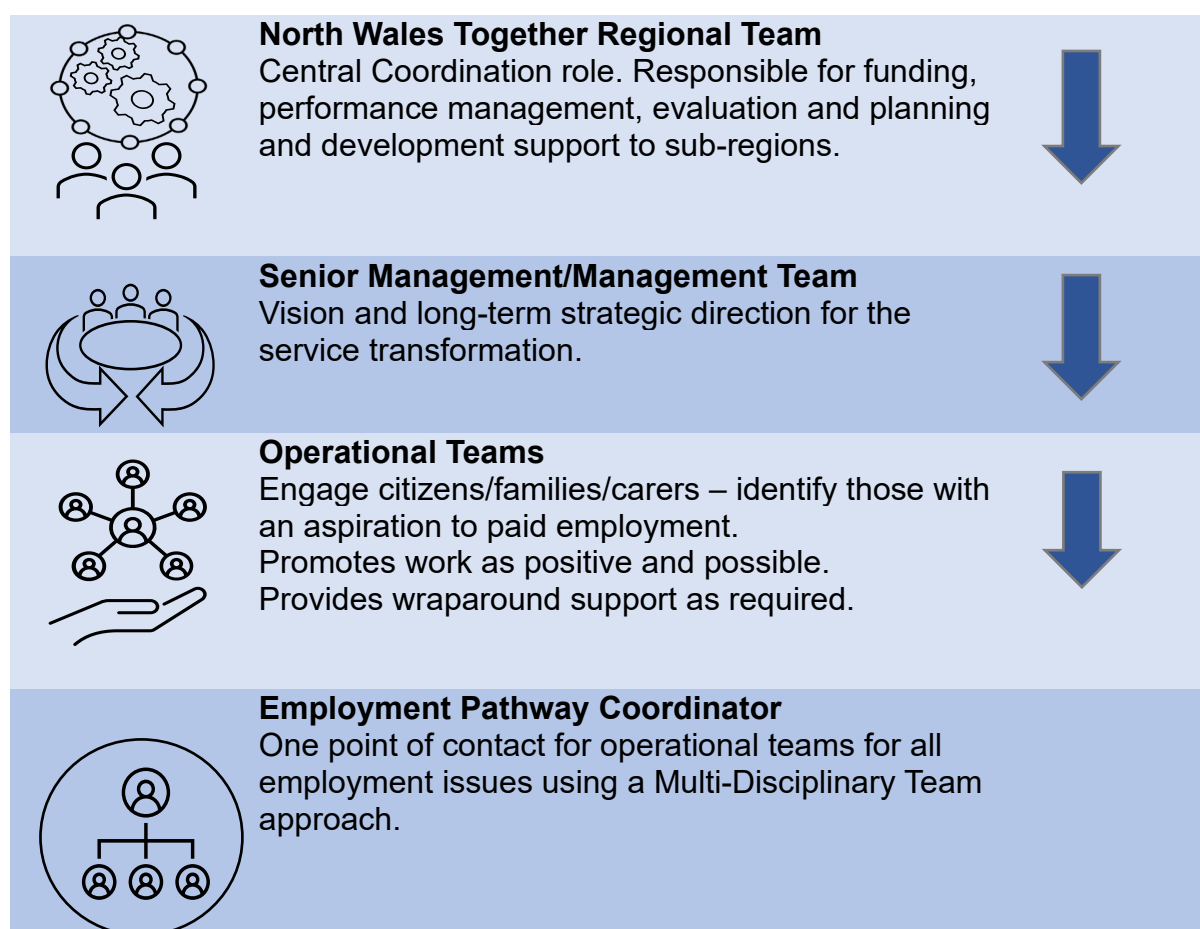 North Wales Together Regional Team
Central Coordination role. Responsible for funding,
performance management, evaluation and planning
and development support to sub-regions.
Senior Management/Management Team
Vision and long-term strategic direction for the
service transformation.
Operational Teams
Engage citizens/families/carers – identify those with
an aspiration to paid employment.
Promotes work as positive and possible.
Provides wraparound support as required.
Employment Pathway Coordinator
One point of contact for operational teams for all
employment issues using a Multi-Disciplinary Team
approach.